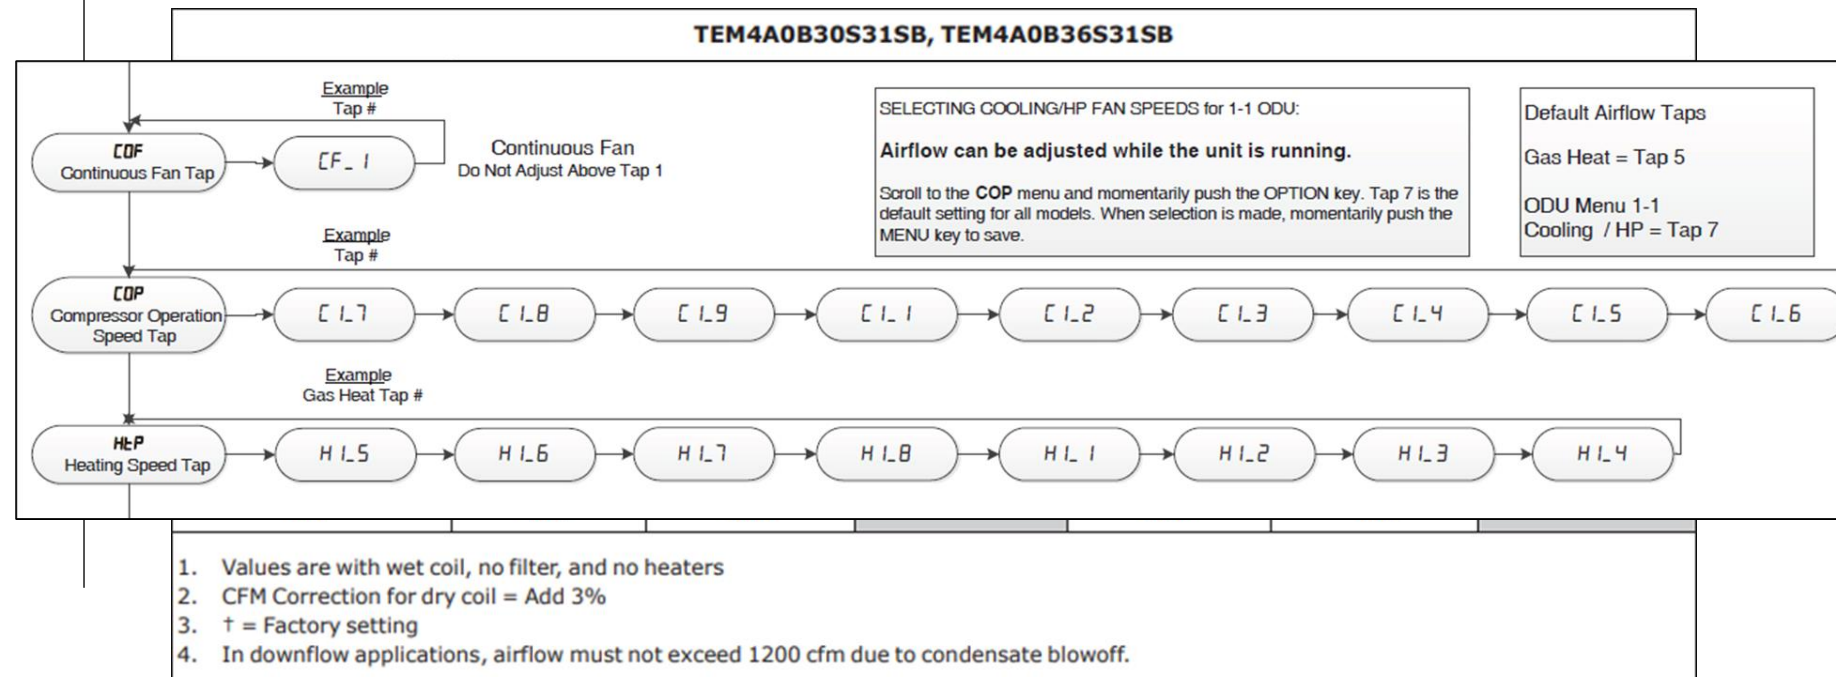 TEM4A0B30S31SB, TEM4A0B36S31SB
Example
Tap #
COF
Continuous Fan Tap
CF_1
Continuous Fan
Do Not Adjust Above Tap 1
SELECTING COOLING/HP FAN SPEEDS for 1-1 ODU:
Airflow can be adjusted while the unit is running.
Scroll to the COP menu and momentarily push the OPTION key. Tap 7 is the
default setting for all models. When selection is made, momentarily push the
MENU key to save.
Default Airflow Taps
Gas Heat = Tap 5
ODU Menu 1-1
Cooling / HP = Tap 7
Example
Tap #
COP
Compressor Operation
Speed Tap
C1_7
C1_8
C1_9
C1_1
C1_2
C1_3
C1_4
C1_5
C1_6
Example
Gas Heat Tap #
HtP
Heating Speed Tap
H1_5
H1_6
H1_7
H1_8
H1_1
H1_2
H1_3
H1_4
1. Values are with wet coil, no filter, and no heaters
2. CFM Correction for dry coil = Add 3%
3. † = Factory setting
4. In downflow applications, airflow must not exceed 1200 cfm due to condensate blowoff.